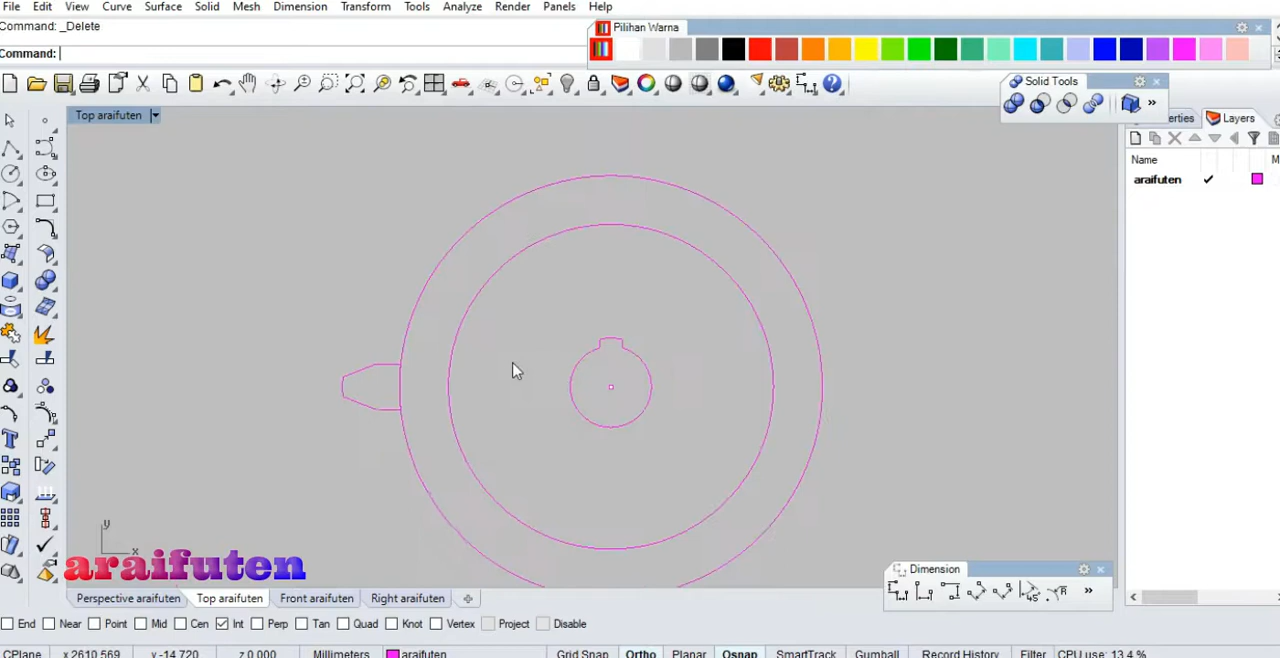 File Edit View Curve Surface Solid Mesh Dimension Transform Tools Analyze Render Panels Help
Command: _Delete
Pilihan Warna
Command:
Solid Tools
Top araifuten
erties Layers
Name M
araifuten
45°
R
y
x
araifuten
Dimension
Perspective araifuten Top araifuten Front araifuten Right araifuten
End Near Point Mid Cen Int Perp Tan Quad Knot Vertex Project Disable
CPlane x 2610.569 y -14.720 z 0.000 Millimeters araifuten Grid Snap Ortho Planar Osnap SmartTrack Gumball Record History Filter CPU use: 13.4 %